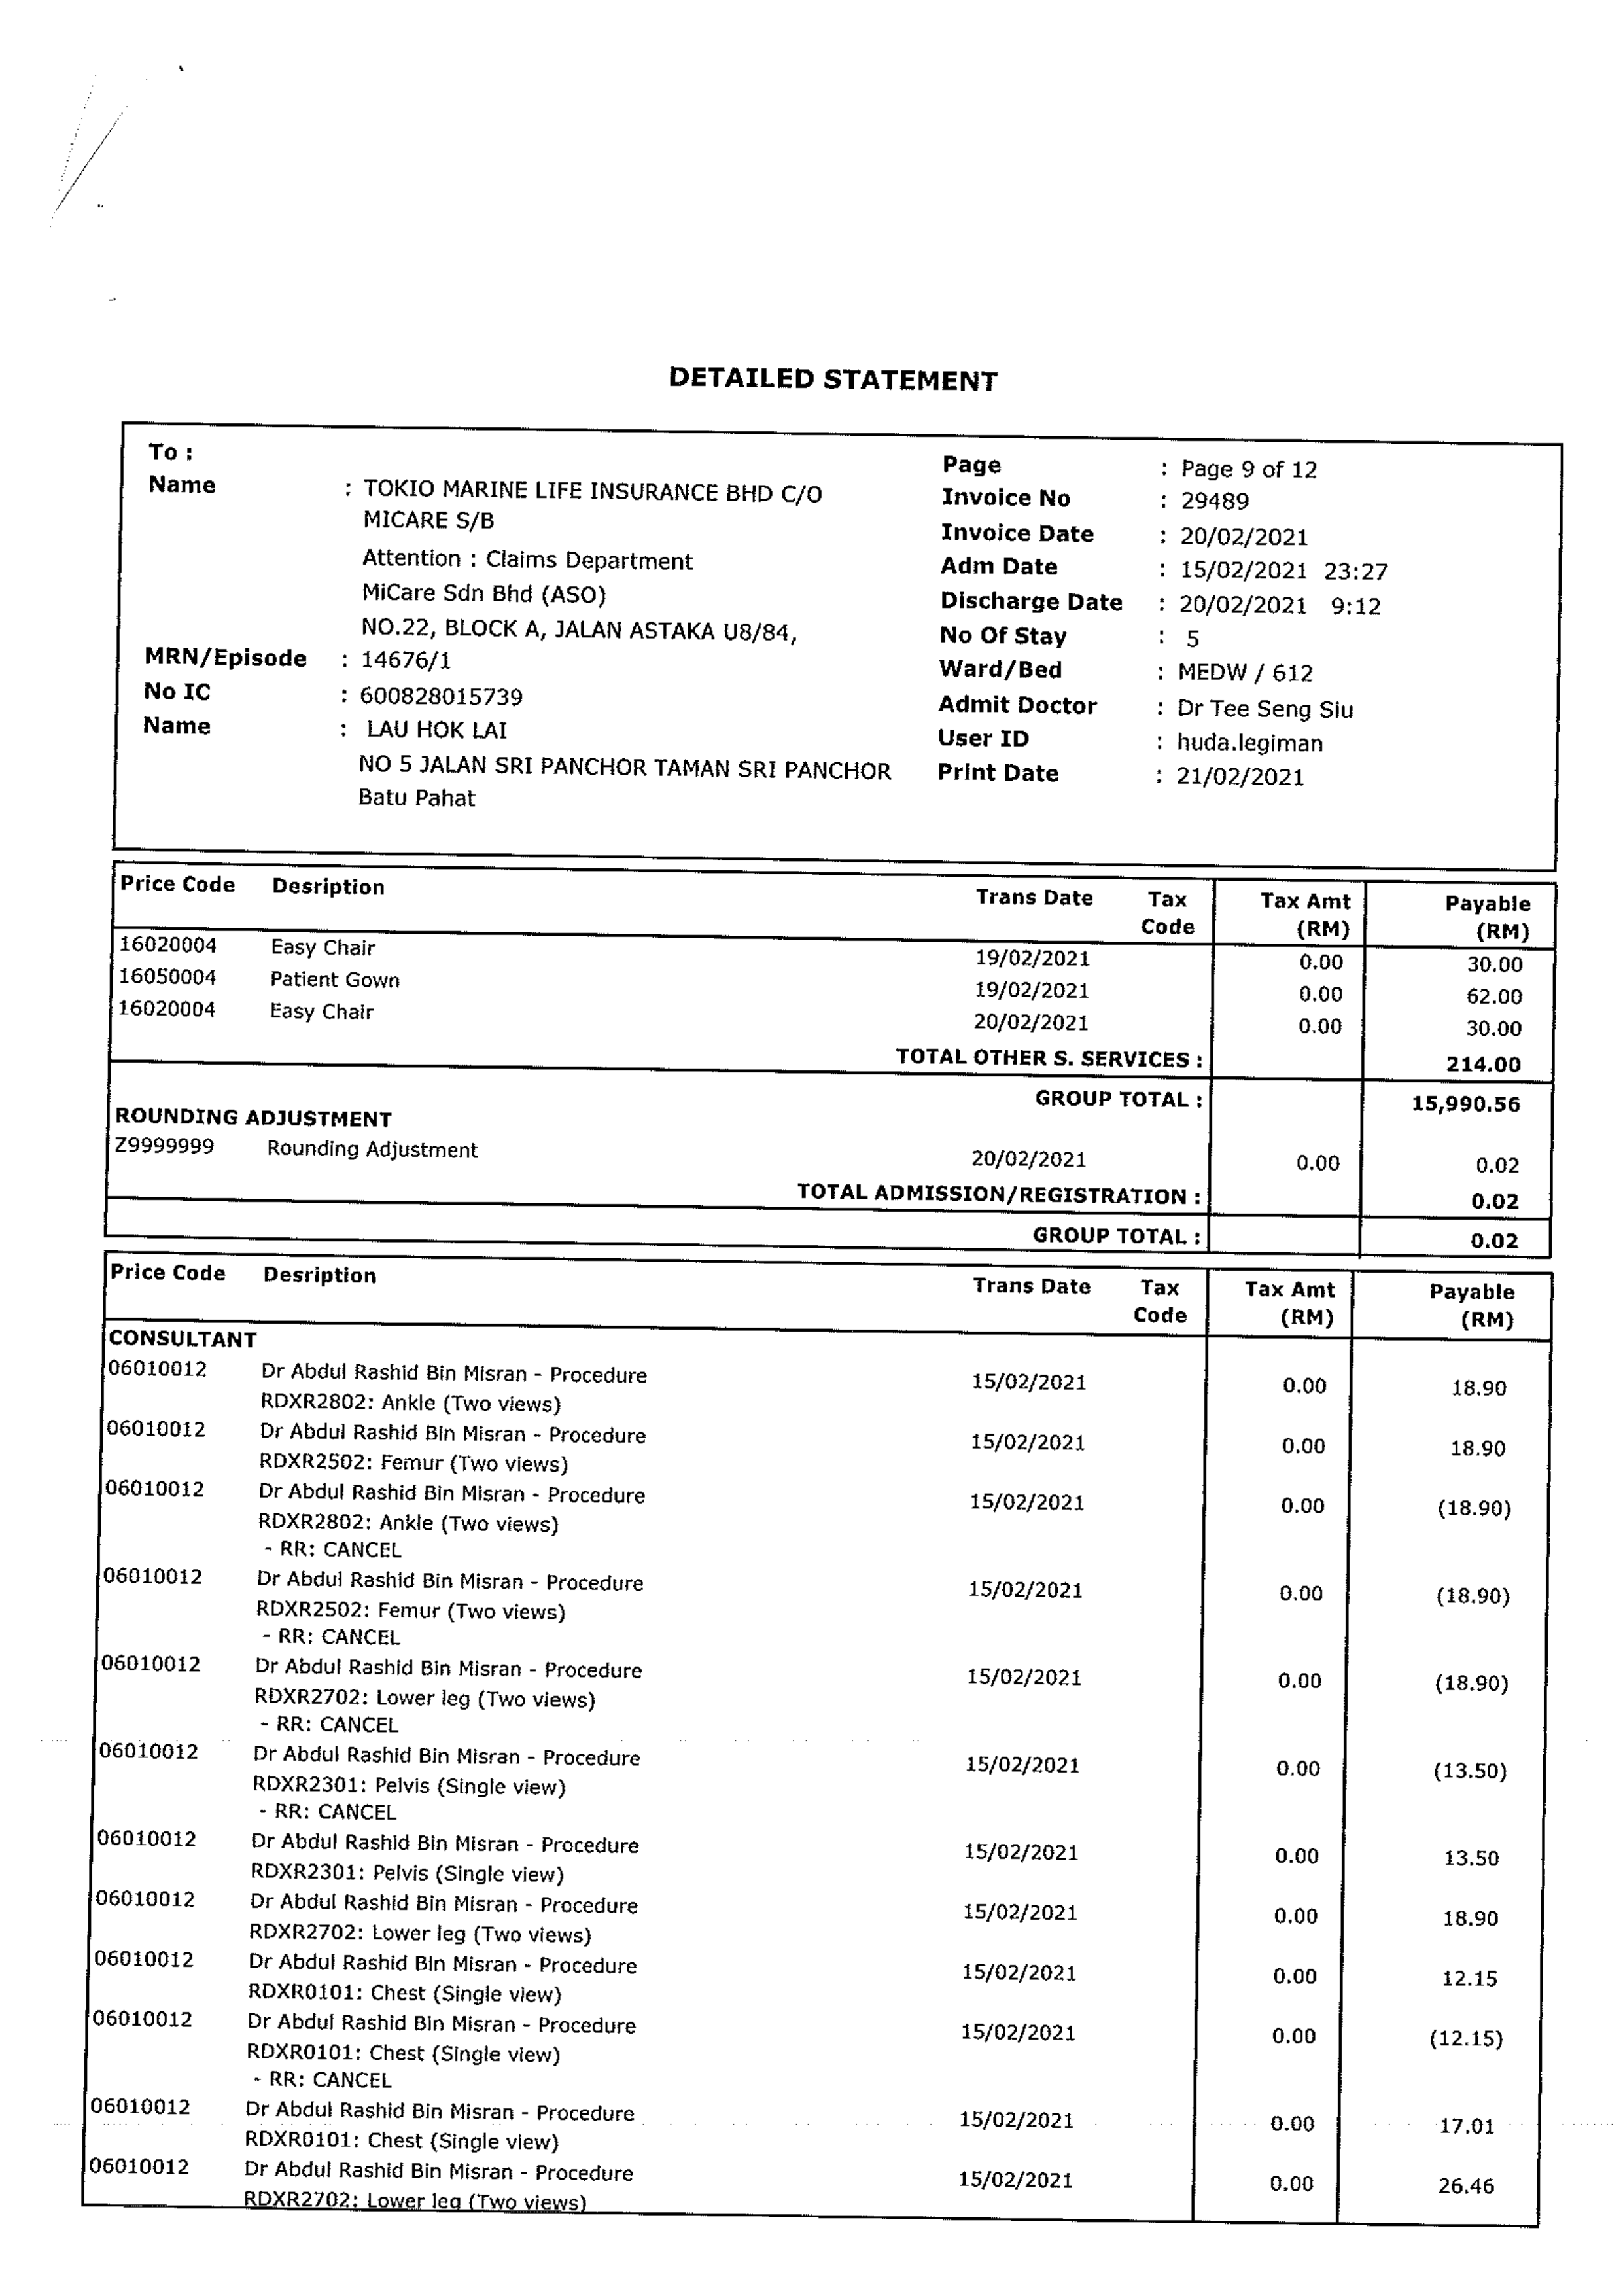 DETAILED STATEMENT
To :
Name : TOKIO MARINE LIFE INSURANCE BHD C/O
MICARE S/B
Attention : Claims Department
MiCare Sdn Bhd (ASO)
NO.22, BLOCK A, JALAN ASTAKA U8/84,
MRN/Episode : 14676/1
No IC : 600828015739
Name : LAU HOK LAI
NO 5 JALAN SRI PANCHOR TAMAN SRI PANCHOR
Batu Pahat
Page : Page 9 of 12
Invoice No : 29489
Invoice Date : 20/02/2021
Adm Date : 15/02/2021 23:27
Discharge Date : 20/02/2021 9:12
No Of Stay : 5
Ward/Bed : MEDW / 612
Admit Doctor : Dr Tee Seng Siu
User ID : huda.legiman
Print Date : 21/02/2021
Price Code Desription Trans Date Tax Tax Amt Payable
Code (RM) (RM)
16020004 Easy Chair 19/02/2021 0.00 30.00
16050004 Patient Gown 19/02/2021 0.00 62.00
16020004 Easy Chair 20/02/2021 0.00 30.00
TOTAL OTHER S. SERVICES : 214.00
GROUP TOTAL : 15,990.56
ROUNDING ADJUSTMENT
Z9999999 Rounding Adjustment 20/02/2021 0.00 0.02
TOTAL ADMISSION/REGISTRATION : 0.02
GROUP TOTAL : 0.02
Price Code Desription Trans Date Tax Tax Amt Payable
Code (RM) (RM)
CONSULTANT
06010012 Dr Abdul Rashid Bin Misran - Procedure 15/02/2021 0.00 18.90
RDXR2802: Ankle (Two views)
06010012 Dr Abdul Rashid Bin Misran - Procedure 15/02/2021 0.00 18.90
RDXR2502: Femur (Two views)
06010012 Dr Abdul Rashid Bin Misran - Procedure 15/02/2021 0.00 (18.90)
RDXR2802: Ankle (Two views)
- RR: CANCEL
06010012 Dr Abdul Rashid Bin Misran - Procedure 15/02/2021 0.00 (18.90)
RDXR2502: Femur (Two views)
- RR: CANCEL
06010012 Dr Abdul Rashid Bin Misran - Procedure 15/02/2021 0.00 (18.90)
RDXR2702: Lower leg (Two views)
- RR: CANCEL
06010012 Dr Abdul Rashid Bin Misran - Procedure 15/02/2021 0.00 (13.50)
RDXR2301: Pelvis (Single view)
- RR: CANCEL
06010012 Dr Abdul Rashid Bin Misran - Procedure 15/02/2021 0.00 13.50
RDXR2301: Pelvis (Single view)
06010012 Dr Abdul Rashid Bin Misran - Procedure 15/02/2021 0.00 18.90
RDXR2702: Lower leg (Two views)
06010012 Dr Abdul Rashid Bin Misran - Procedure 15/02/2021 0.00 12.15
RDXR0101: Chest (Single view)
06010012 Dr Abdul Rashid Bin Misran - Procedure 15/02/2021 0.00 (12.15)
RDXR0101: Chest (Single view)
- RR: CANCEL
06010012 Dr Abdul Rashid Bin Misran - Procedure 15/02/2021 0.00 17.01
RDXR0101: Chest (Single view)
06010012 Dr Abdul Rashid Bin Misran - Procedure 15/02/2021 0.00 26.46
RDXR2702: Lower leg (Two views)